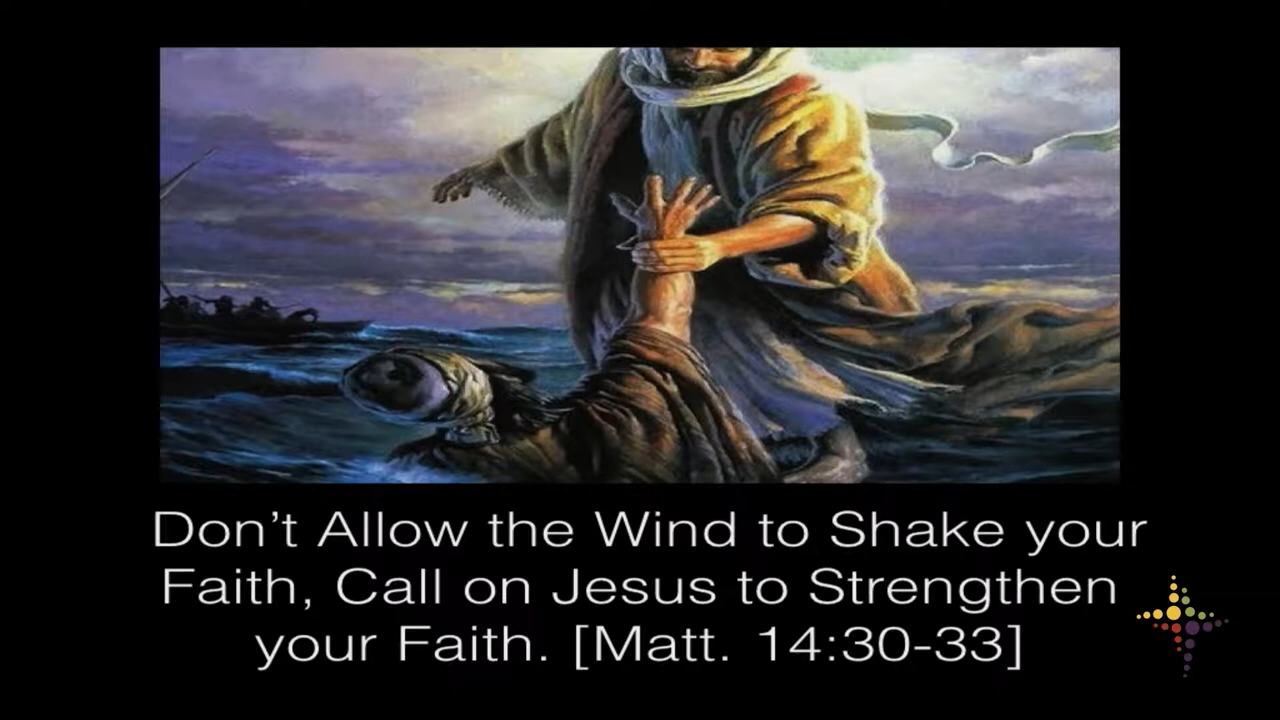 Don’t Allow the Wind to Shake your
Faith, Call on Jesus to Strengthen
your Faith. [Matt. 14:30-33]